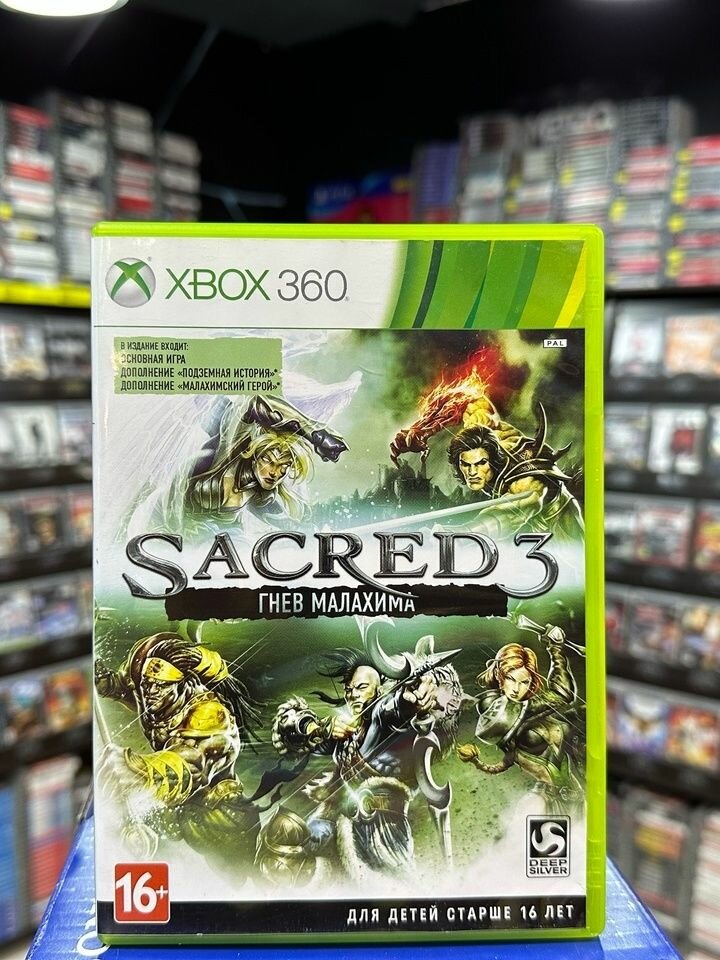 XBOX 360
В ИЗДАНИЕ ВХОДИТ:
ОСНОВНАЯ ИГРА
ДОПОЛНЕНИЕ «ПОДЗЕМНАЯ ИСТОРИЯ»*
ДОПОЛНЕНИЕ «МАЛАХИМСКИЙ ГЕРОЙ»*
PAL
SACRED 3
ГНЕВ МАЛАХИМА
DEEP
SILVER
16+
ДЛЯ ДЕТЕЙ СТАРШЕ 16 ЛЕТ